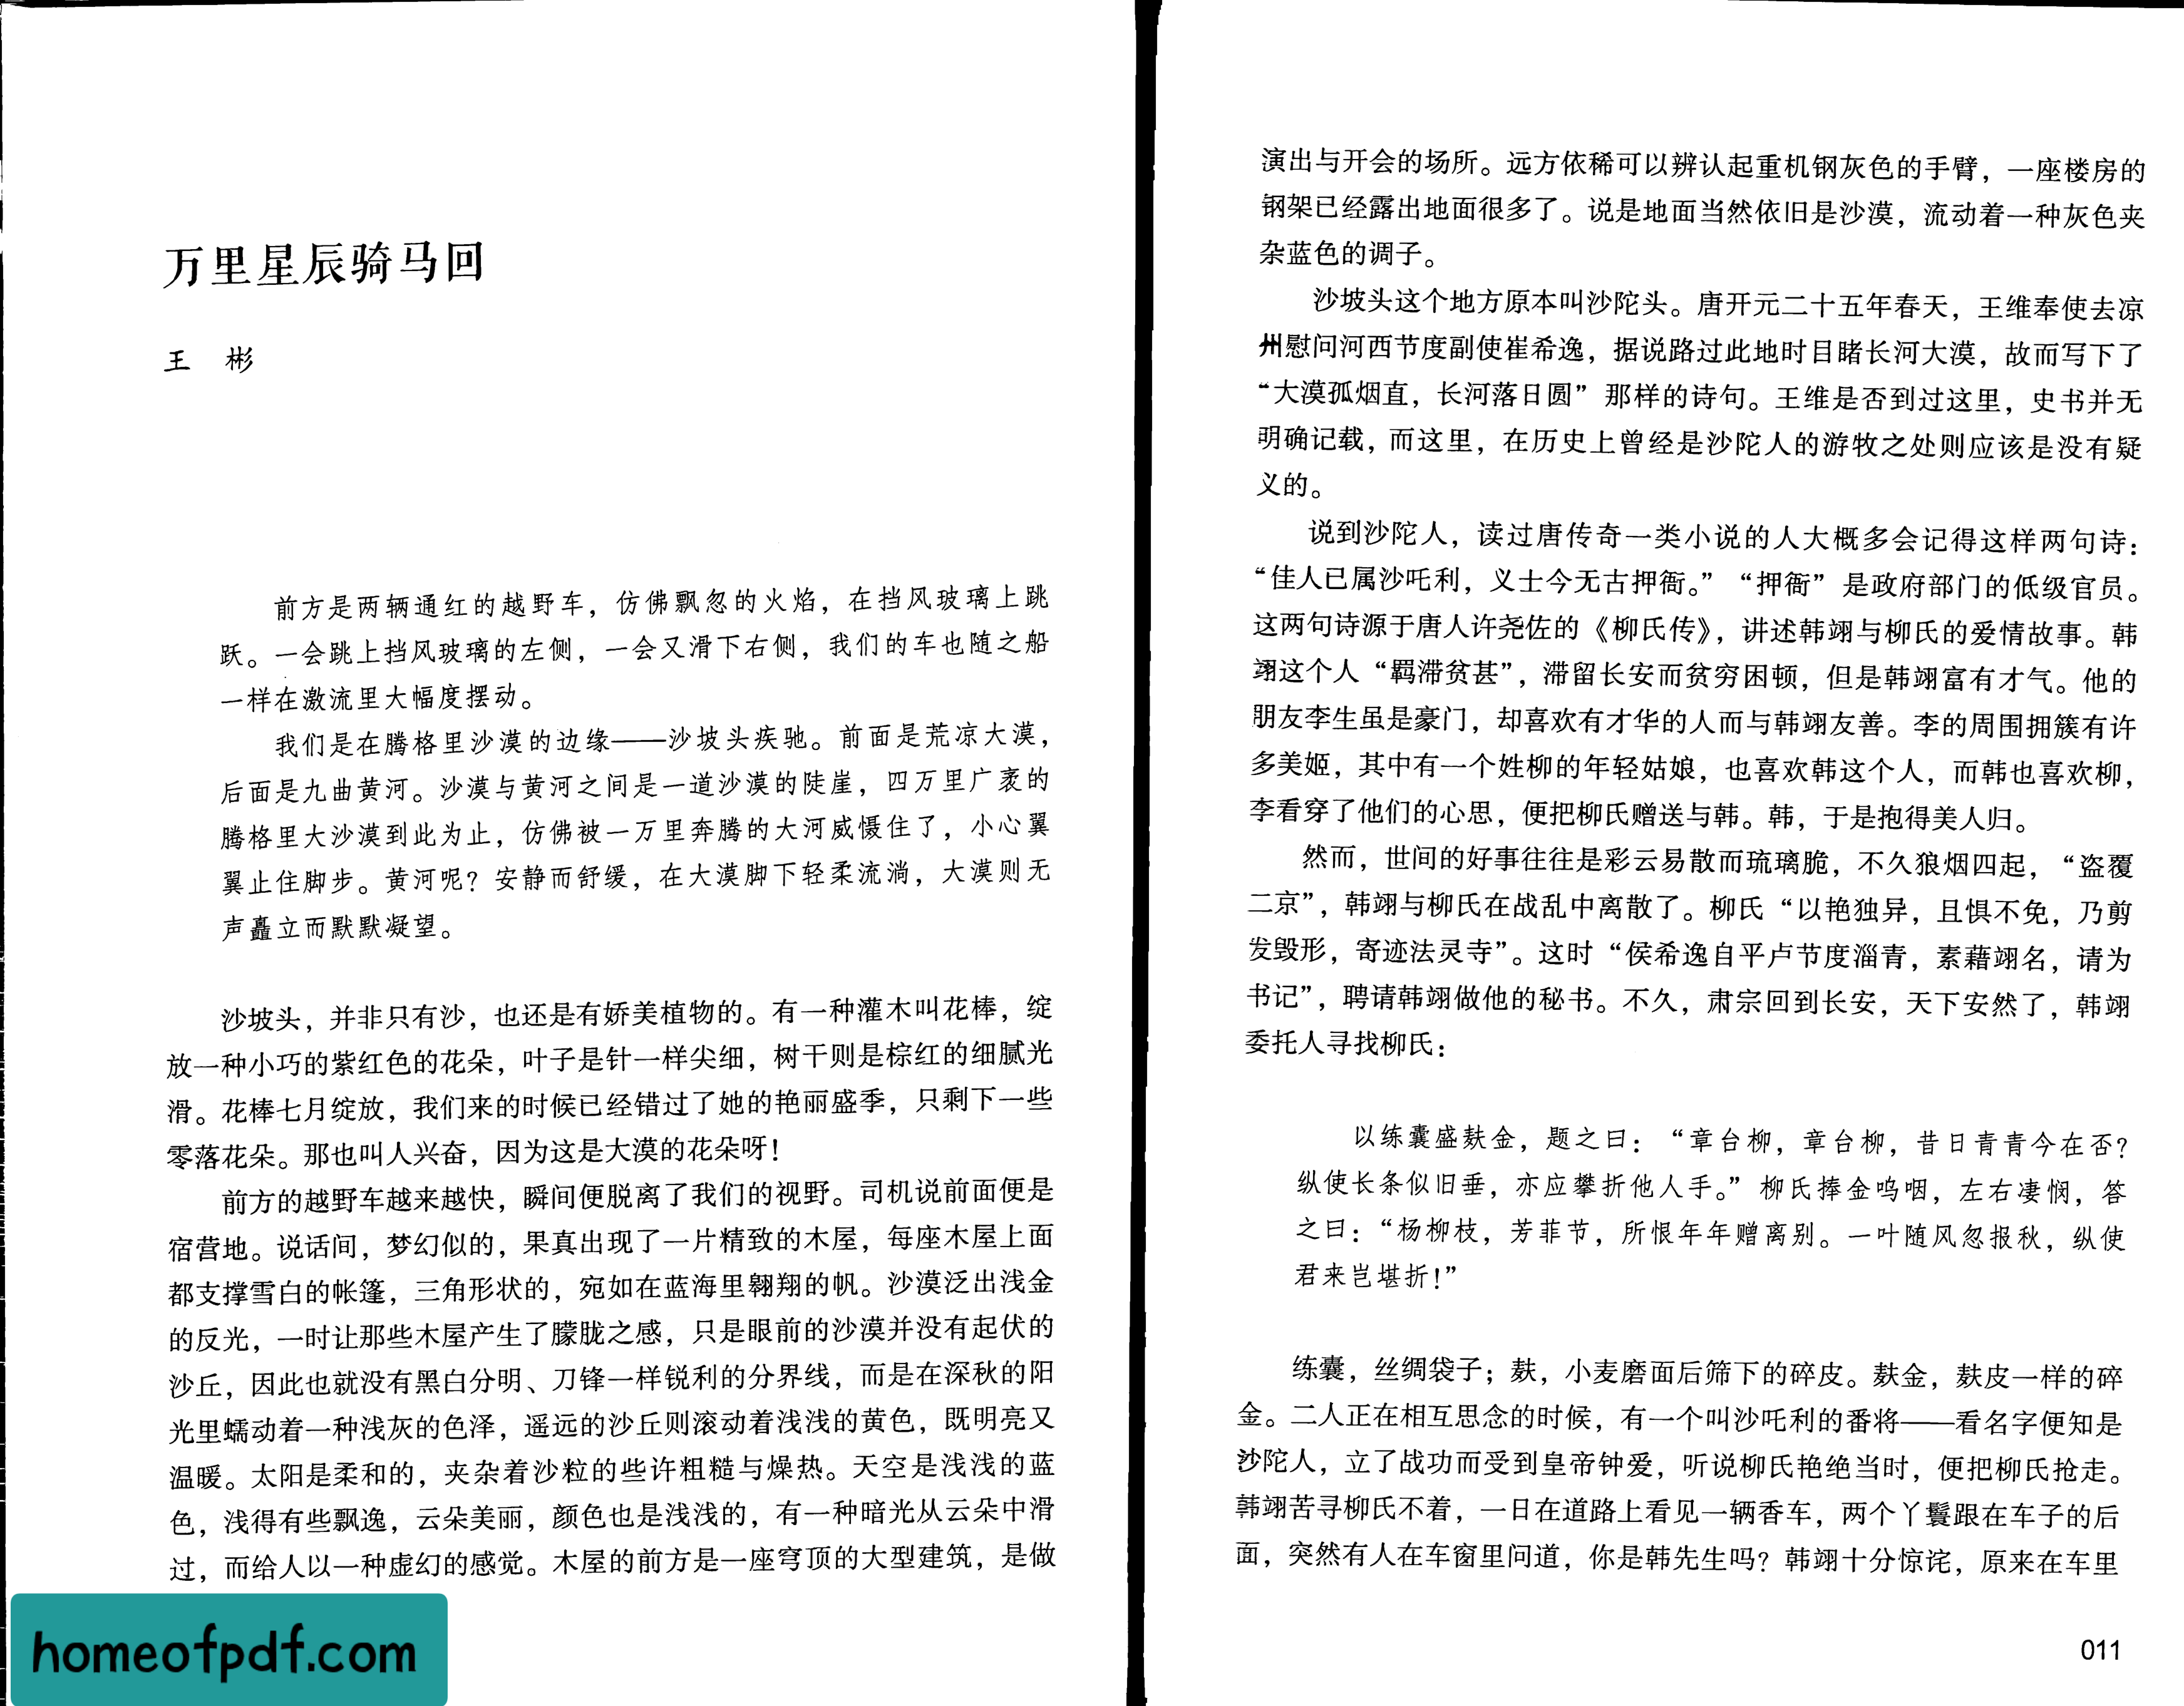 万里星辰骑马回
王 彬
前方是两辆通红的越野车，仿佛飘忽的火焰，在挡风玻璃上跳
跃。一会跳上挡风玻璃的左侧，一会又滑下右侧，我们的车也随之船
一样在激流里大幅度摆动。
我们是在腾格里沙漠的边缘——沙坡头疾驰。前面是荒凉大漠，
后面是九曲黄河。沙漠与黄河之间是一道沙漠的陡崖，四万里广袤的
腾格里大沙漠到此为止，仿佛被一万里奔腾的大河威慑住了，小心翼
翼止住脚步。黄河呢？安静而舒缓，在大漠脚下轻柔流淌，大漠则无
声矗立而默默凝望。
沙坡头，并非只有沙，也还是有娇美植物的。有一种灌木叫花棒，绽
放一种小巧的紫红色的花朵，叶子是针一样尖细，树干则是棕红的细腻光
滑。花棒七月绽放，我们来的时候已经错过了她的艳丽盛季，只剩下一些
零落花朵。那也叫人兴奋，因为这是大漠的花朵呀！
前方的越野车越来越快，瞬间便脱离了我们的视野。司机说前面便是
宿营地。说话间，梦幻似的，果真出现了一片精致的木屋，每座木屋上面
都支撑雪白的帐篷，三角形状的，宛如在蓝海里翱翔的帆。沙漠泛出浅金
的反光，一时让那些木屋产生了朦胧之感，只是眼前的沙漠并没有起伏的
沙丘，因此也就没有黑白分明、刀锋一样锐利的分界线，而是在深秋的阳
光里蠕动着一种浅灰的色泽，遥远的沙丘则滚动着浅浅的黄色，既明亮又
温暖。太阳是柔和的，夹杂着沙粒的些许粗糙与燥热。天空是浅浅的蓝
色，浅得有些飘逸，云朵美丽，颜色也是浅浅的，有一种暗光从云朵中滑
过，而给人以一种虚幻的感觉。木屋的前方是一座穹顶的大型建筑，是做
homeofpdf.com
演出与开会的场所。远方依稀可以辨认起重机钢灰色的手臂，一座楼房的
钢架已经露出地面很多了。说是地面当然依旧是沙漠，流动着一种灰色夹
杂蓝色的调子。
沙坡头这个地方原本叫沙陀头。唐开元二十五年春天，王维奉使去凉
州慰问河西节度副使崔希逸，据说路过此地时目睹长河大漠，故而写下了
“大漠孤烟直，长河落日圆”那样的诗句。王维是否到过这里，史书并无
明确记载，而这里，在历史上曾经是沙陀人的游牧之处则应该是没有疑
义的。
说到沙陀人，读过唐传奇一类小说的人大概多会记得这样两句诗：
“佳人已属沙吒利，义士今无古押衙。”“押衙”是政府部门的低级官员。
这两句诗源于唐人许尧佐的《柳氏传》，讲述韩翊与柳氏的爱情故事。韩
翊这个人“羁滞贫甚”，滞留长安而贫穷困顿，但是韩翊富有才气。他的
朋友李生虽是豪门，却喜欢有才华的人而与韩翊友善。李的周围拥簇有许
多美姬，其中有一个姓柳的年轻姑娘，也喜欢韩这个人，而韩也喜欢柳，
李看穿了他们的心思，便把柳氏赠送与韩。韩，于是抱得美人归。
然而，世间的好事往往是彩云易散而琉璃脆，不久狼烟四起，“盗覆
二京”，韩翊与柳氏在战乱中离散了。柳氏“以艳独异，且惧不免，乃剪
发毁形，寄迹法灵寺”。这时“侯希逸自平卢节度淄青，素藉翊名，请为
书记”，聘请韩翊做他的秘书。不久，肃宗回到长安，天下安然了，韩翊
委托人寻找柳氏：
以练囊盛麸金，题之曰：“章台柳，章台柳，昔日青青今在否？
纵使长条似旧垂，亦应攀折他人手。”柳氏捧金呜咽，左右凄悯，答
之曰：“杨柳枝，芳菲节，所恨年年赠离别。一叶随风忽报秋，纵使
君来岂堪折！”
练囊，丝绸袋子；麸，小麦磨面后筛下的碎皮。麸金，麸皮一样的碎
金。二人正在相互思念的时候，有一个叫沙吒利的番将——看名字便知是
沙陀人，立了战功而受到皇帝钟爱，听说柳氏艳绝当时，便把柳氏抢走。
韩翊苦寻柳氏不着，一日在道路上看见一辆香车，两个丫鬟跟在车子的后
面，突然有人在车窗里问道，你是韩先生吗？韩翊十分惊诧，原来在车里
011